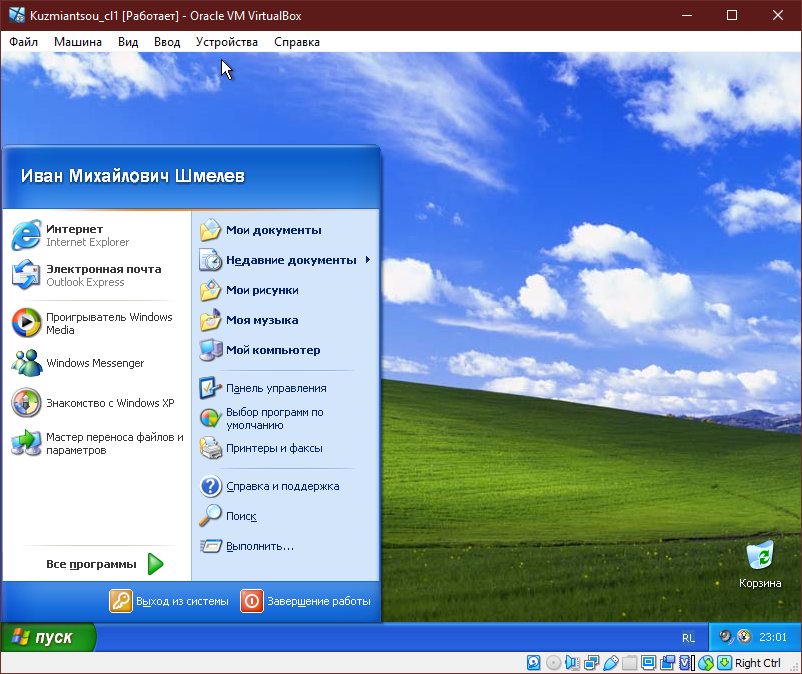 Kuzmiantsou_cl1 [Работает] - Oracle VM VirtualBox
Файл Машина Вид Ввод Устройства Справка
Иван Михайлович Шмелев
Интернет
Internet Explorer
Электронная почта
Outlook Express
Проигрыватель Windows
Media
Windows Messenger
Знакомство с Windows XP
Мастер переноса файлов и
параметров
Все программы
Мои документы
Недавние документы
Мои рисунки
Моя музыка
Мой компьютер
Панель управления
Выбор программ по
умолчанию
Принтеры и факсы
Справка и поддержка
Поиск
Выполнить...
Выход из системы Завершение работы
Корзина
пуск RL 23:01
Right Ctrl